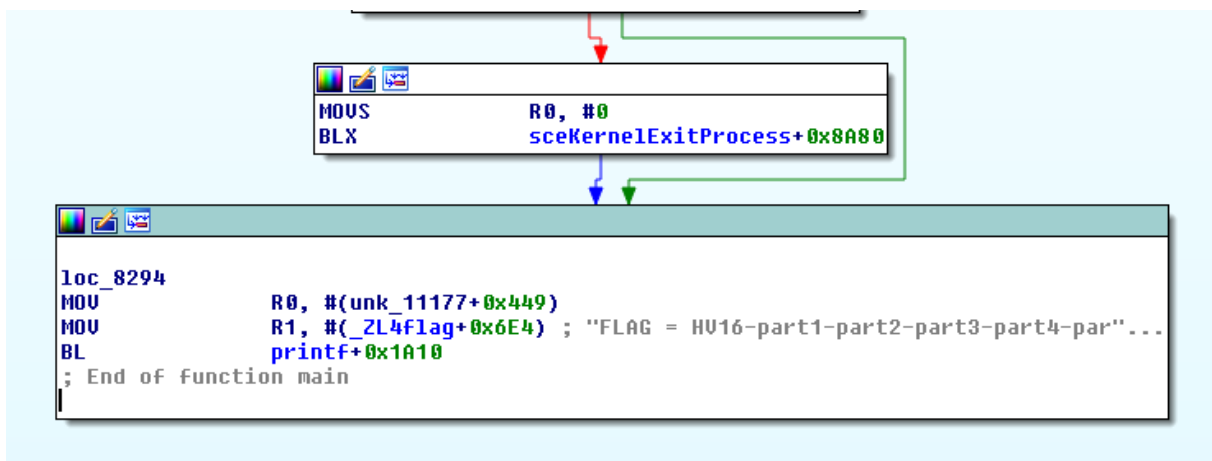 MOVS R0, #0
BLX sceKernelExitProcess+0x8A80
loc_8294
MOV R0, #(unk_11177+0x449)
MOV R1, #(_ZL4flag+0x6E4) ; "FLAG = HV16-part1-part2-part3-part4-par"...
BL printf+0x1A10
; End of function main